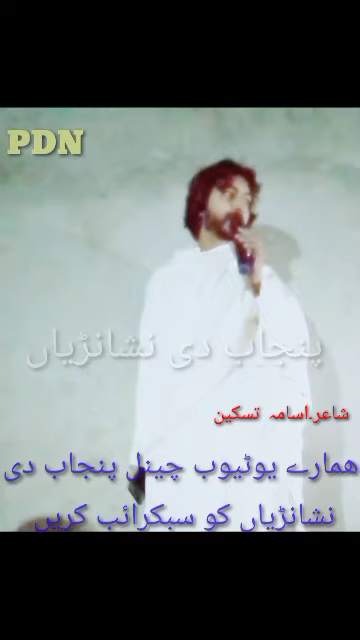 PDN
پنجاب دی نشانڑیاں
شاعر۔اسامہ تسکین
ھمارے یوٹیوب چینل پنجاب دی
نشانڑیاں کو سبکرائب کریں